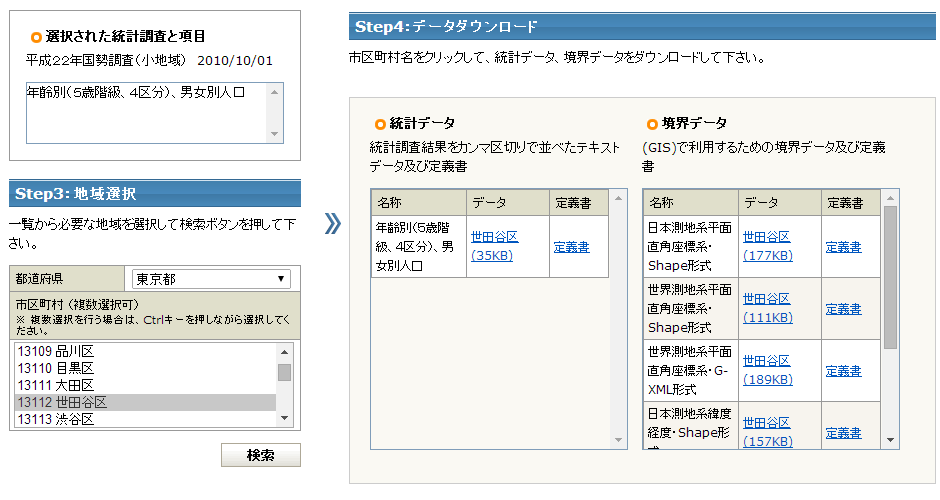 選択された統計調査と項目
平成22年国勢調査(小地域) 2010/10/01
年齢別(5歳階級、4区分)、男女別人口
Step3:地域選択
一覧から必要な地域を選択して検索ボタンを押して下
さい。
都道府県
東京都
市区町村 (複数選択可)
※ 複数選択を行う場合は、Ctrlキーを押しながら選択してく
ださい。
13109 品川区
13110 目黒区
13111 大田区
13112 世田谷区
13113 渋谷区
検索
»
Step4:データダウンロード
市区町村名をクリックして、統計データ、境界データをダウンロードして下さい。
統計データ
統計調査結果をカンマ区切りで並べたテキスト
データ及び定義書
名称 データ 定義書
年齢別(5歳階
級、4区分)、男
女別人口
世田谷区
(35KB)
定義書
境界データ
(GIS)で利用するための境界データ及び定義
書
名称 データ 定義書
日本測地系平面
直角座標系・
Shape形式
世田谷区
(177KB)
定義書
世界測地系平面
直角座標系・
Shape形式
世田谷区
(111KB)
定義書
世界測地系平面
直角座標系・G-
XML形式
世田谷区
(189KB)
定義書
日本測地系緯度
経度・Shape形
世田谷区
(157KB)
定義書